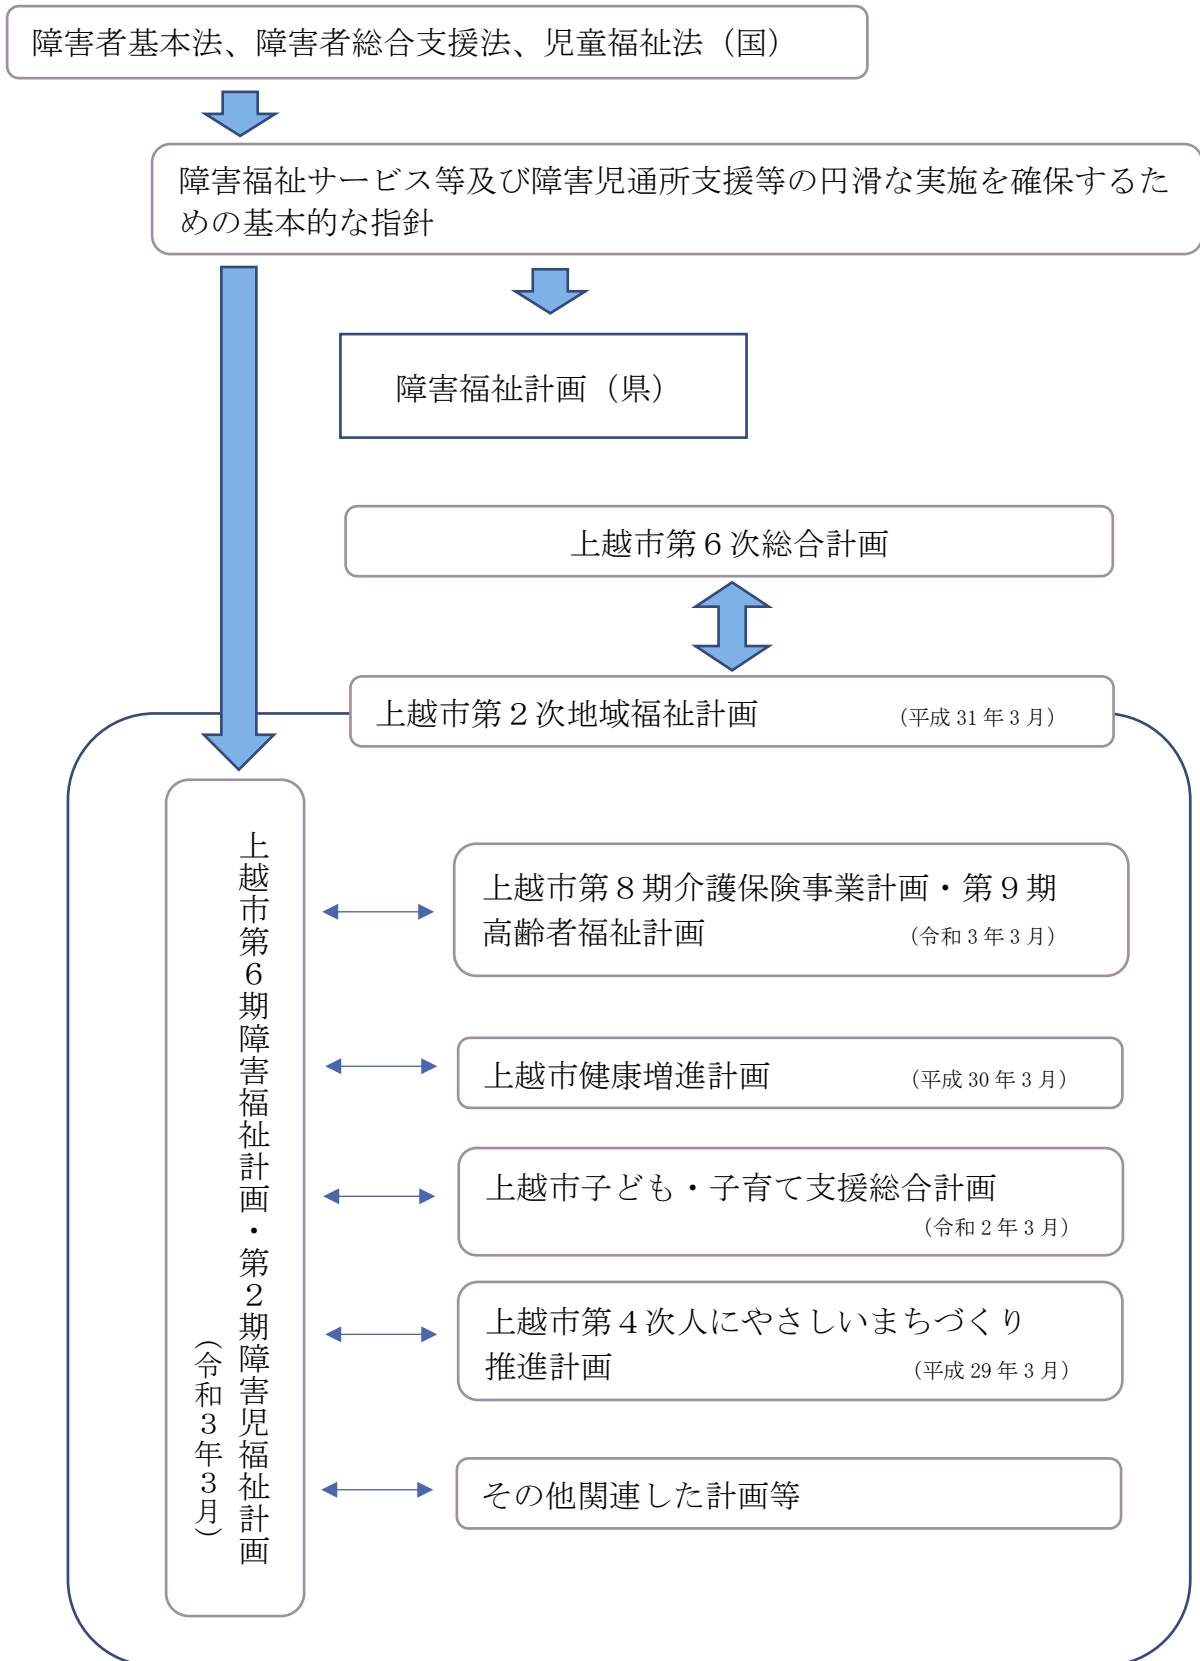 障害者基本法、障害者総合支援法、児童福祉法（国）
障害福祉サービス等及び障害児通所支援等の円滑な実施を確保するた
めの基本的な指針
障害福祉計画（県）
上越市第６次総合計画
上越市第２次地域福祉計画 （平成 31 年 3 月）
上越市第６期障害福祉計画・第２期障害児福祉計画
（令和３年３月）
上越市第８期介護保険事業計画・第９期
高齢者福祉計画 （令和 3 年 3 月）
上越市健康増進計画 （平成 30 年 3 月）
上越市子ども・子育て支援総合計画
（令和 2 年 3 月）
上越市第４次人にやさしいまちづくり
推進計画 （平成 29 年 3 月）
その他関連した計画等